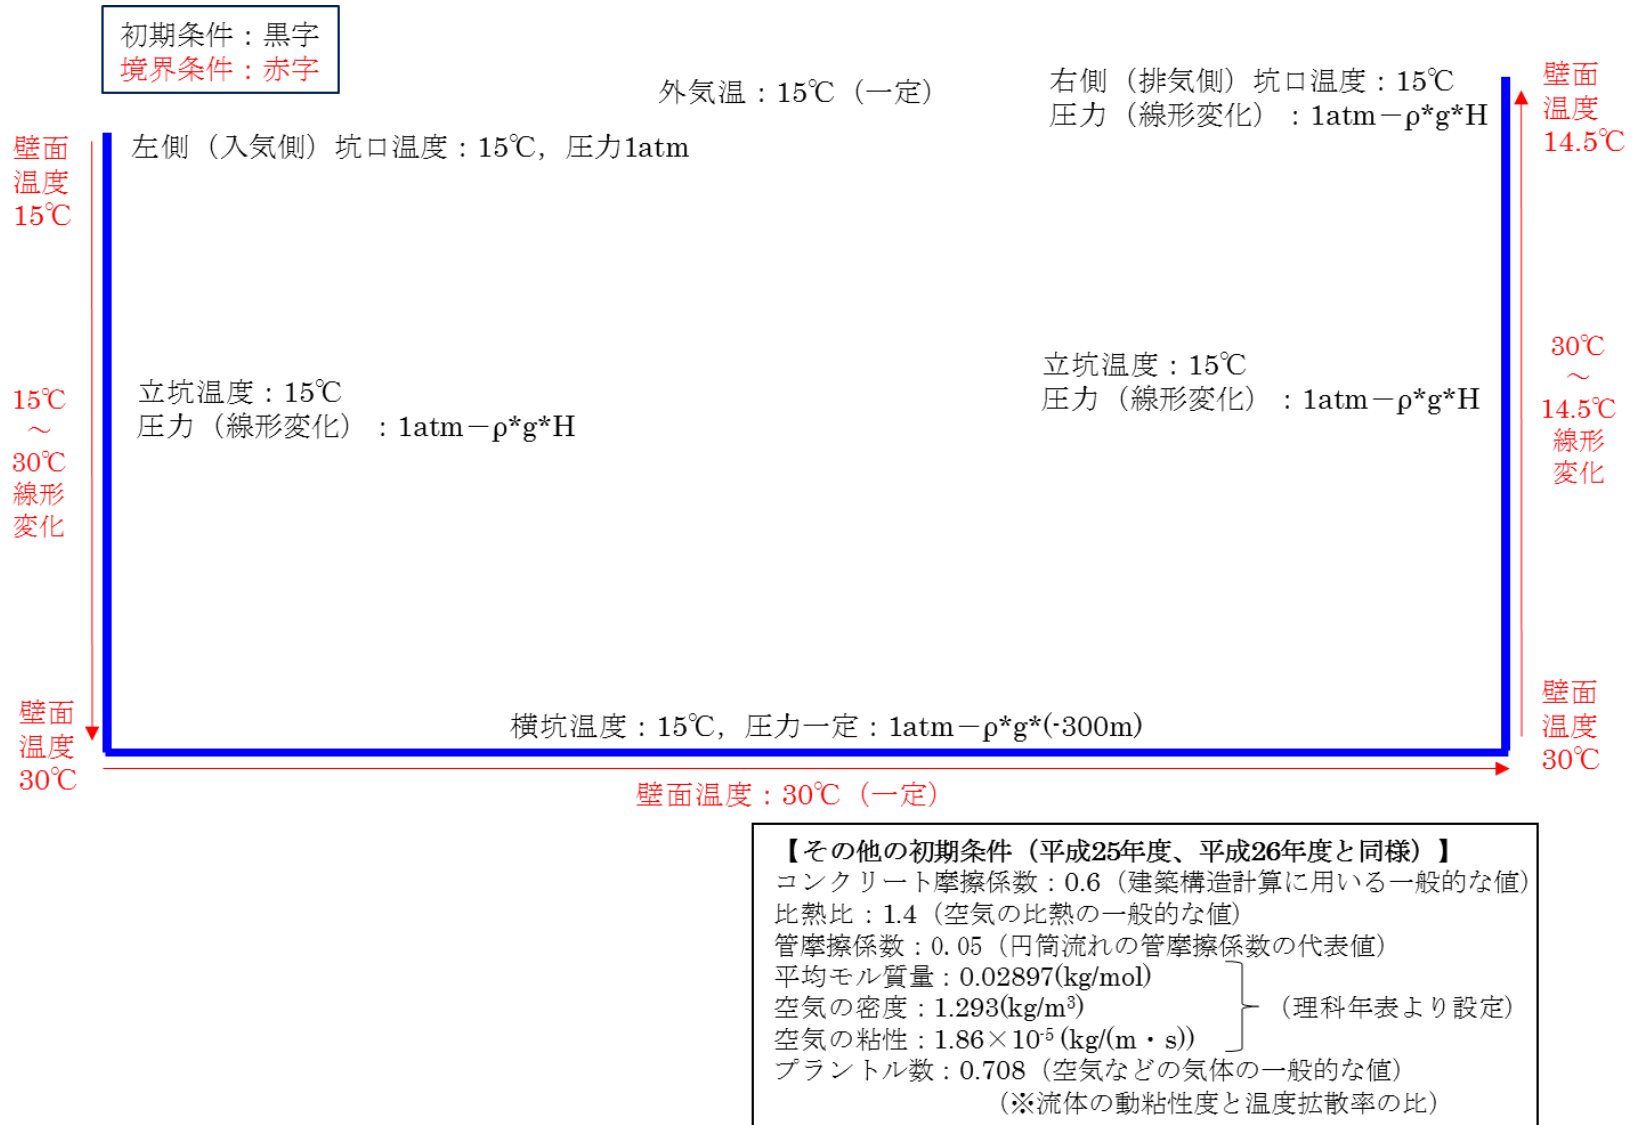 初期条件：黒字
境界条件：赤字
外気温：15℃（一定）
右側（排気側）坑口温度：15℃
圧力（線形変化）：1atm－ρ*g*H
壁面
温度
14.5℃
左側（入気側）坑口温度：15℃，圧力1atm
壁面
温度
15℃
立坑温度：15℃
圧力（線形変化）：1atm－ρ*g*H
15℃
～
30℃
線形
変化
立坑温度：15℃
圧力（線形変化）：1atm－ρ*g*H
30℃
～
14.5℃
線形
変化
壁面
温度
30℃
横坑温度：15℃，圧力一定：1atm－ρ*g*(-300m)
壁面
温度
30℃
壁面温度：30℃（一定）
【その他の初期条件（平成25年度、平成26年度と同様）】
コンクリート摩擦係数：0.6（建築構造計算に用いる一般的な値）
比熱比：1.4（空気の比熱の一般的な値）
管摩擦係数：0.05（円筒流れの管摩擦係数の代表値）
平均モル質量：0.02897(kg/mol)
空気の密度：1.293(kg/m³)
（理科年表より設定）
空気の粘性：1.86×10⁻⁵(kg/(m・s))
プラントル数：0.708（空気などの気体の一般的な値）
（※流体の動粘性度と温度拡散率の比）